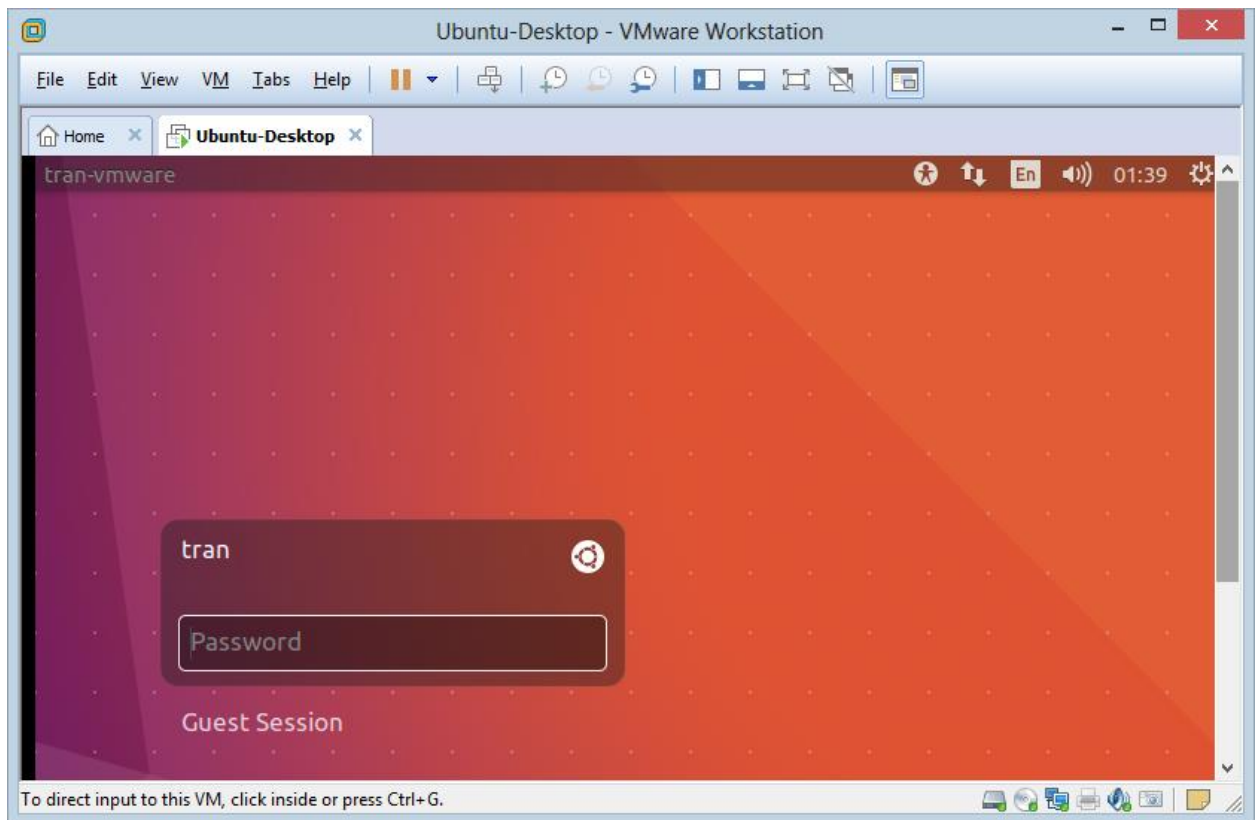 Ubuntu-Desktop - VMware Workstation
File Edit View VM Tabs Help
Home Ubuntu-Desktop
tran-vmware En 01:39
tran
Password
Guest Session
To direct input to this VM, click inside or press Ctrl+G.